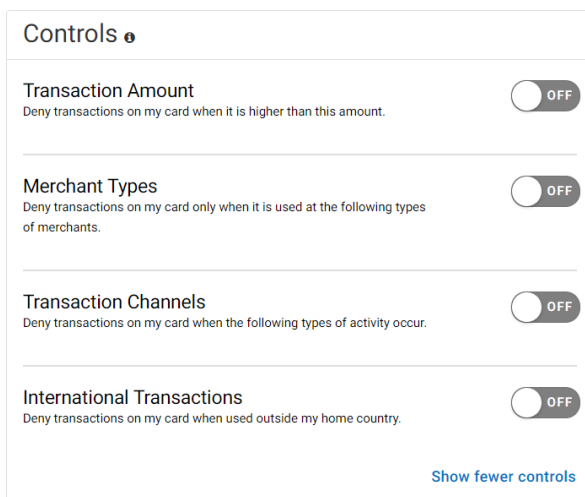 Controls
Transaction Amount
OFF
Deny transactions on my card when it is higher than this amount.
Merchant Types
OFF
Deny transactions on my card only when it is used at the following types
of merchants.
Transaction Channels
OFF
Deny transactions on my card when the following types of activity occur.
International Transactions
OFF
Deny transactions on my card when used outside my home country.
Show fewer controls